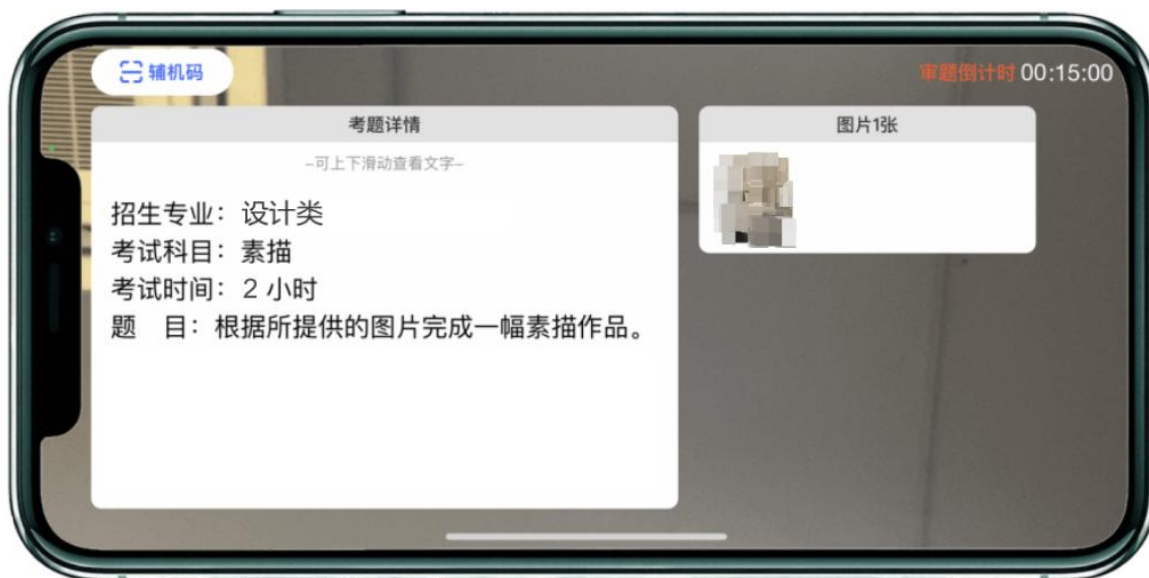 辅机码
审题倒计时 00:15:00
考题详情
–可上下滑动查看文字–
招生专业：设计类
考试科目：素描
考试时间：2 小时
题 目：根据所提供的图片完成一幅素描作品。
图片1张